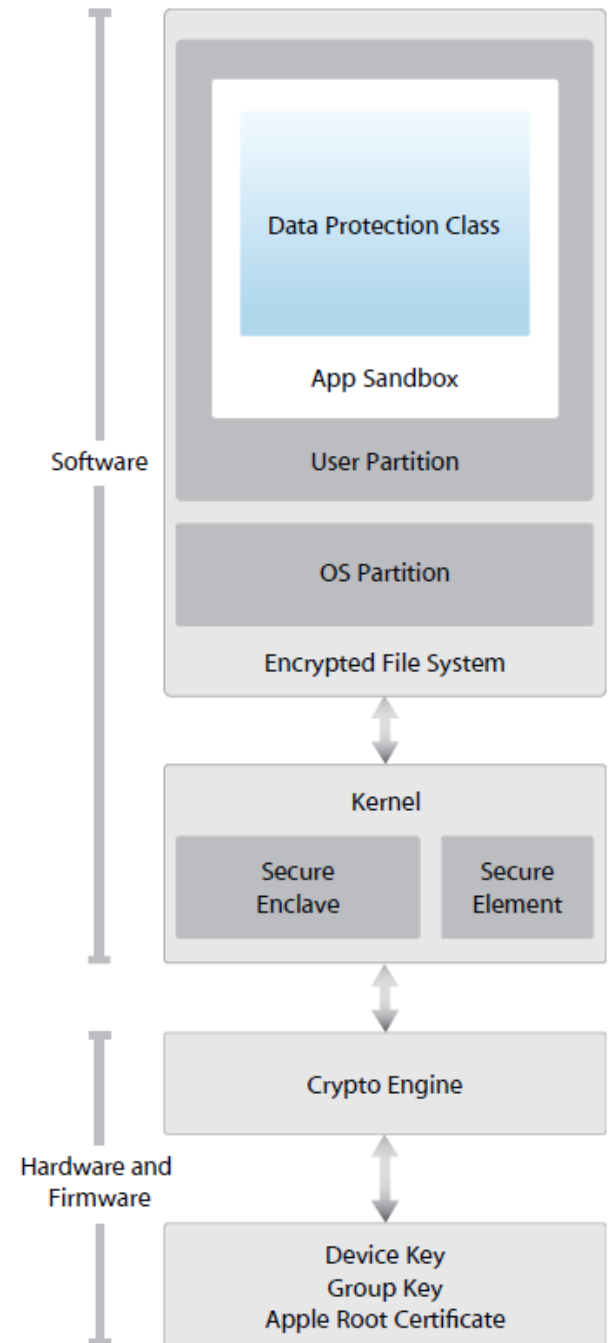 Data Protection Class
App Sandbox
User Partition
Software
OS Partition
Encrypted File System
Kernel
Secure
Enclave
Secure
Element
Crypto Engine
Hardware and
Firmware
Device Key
Group Key
Apple Root Certificate